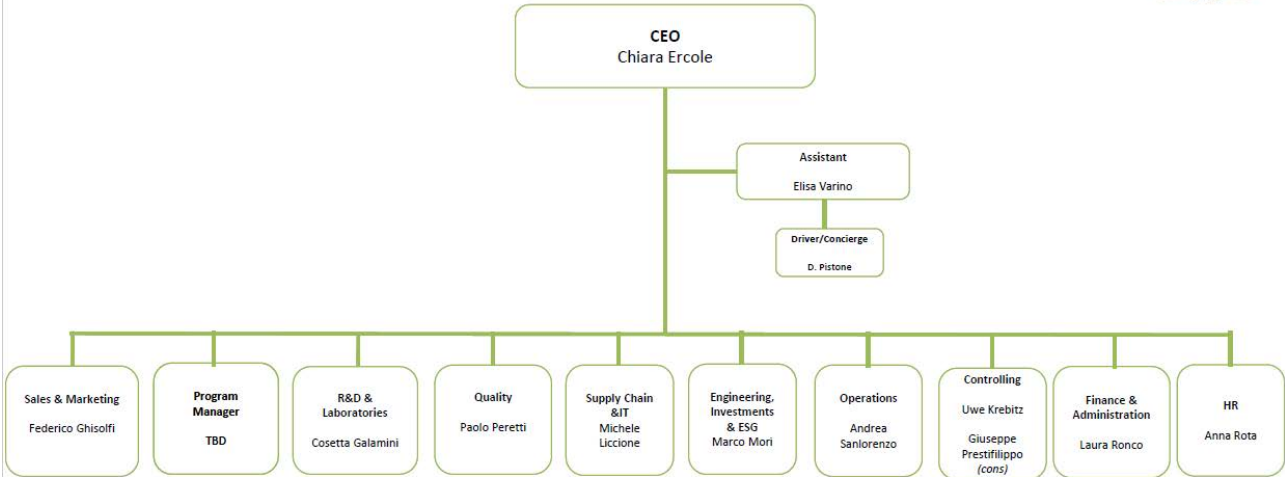 CEO
Chiara Ercole
Assistant
Elisa Varino
Driver/Concierge
D. Pistone
Sales & Marketing
Federico Ghisolfi
Program
Manager
TBD
R&D &
Laboratories
Cosetta Galamini
Quality
Paolo Peretti
Supply Chain
&IT
Michele
Liccione
Engineering,
Investments
& ESG
Marco Mori
Operations
Andrea
Sanlorenzo
Controlling
Uwe Krebitz
Giuseppe
Prestifilippo
(cons)
Finance &
Administration
Laura Ronco
HR
Anna Rota